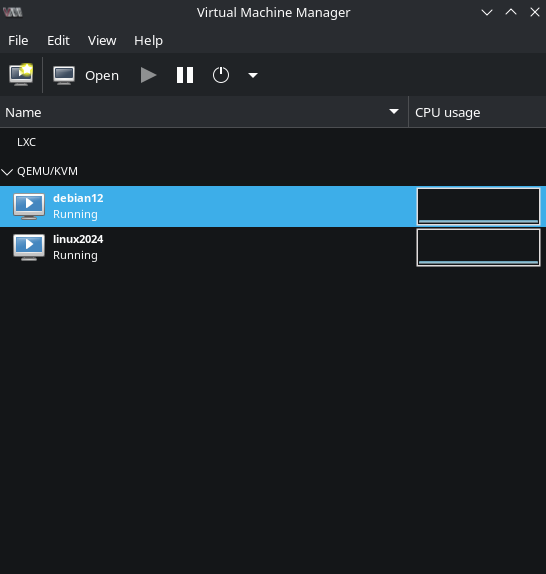 Virtual Machine Manager
File Edit View Help
Open
Name CPU usage
LXC
QEMU/KVM
debian12
Running
linux2024
Running